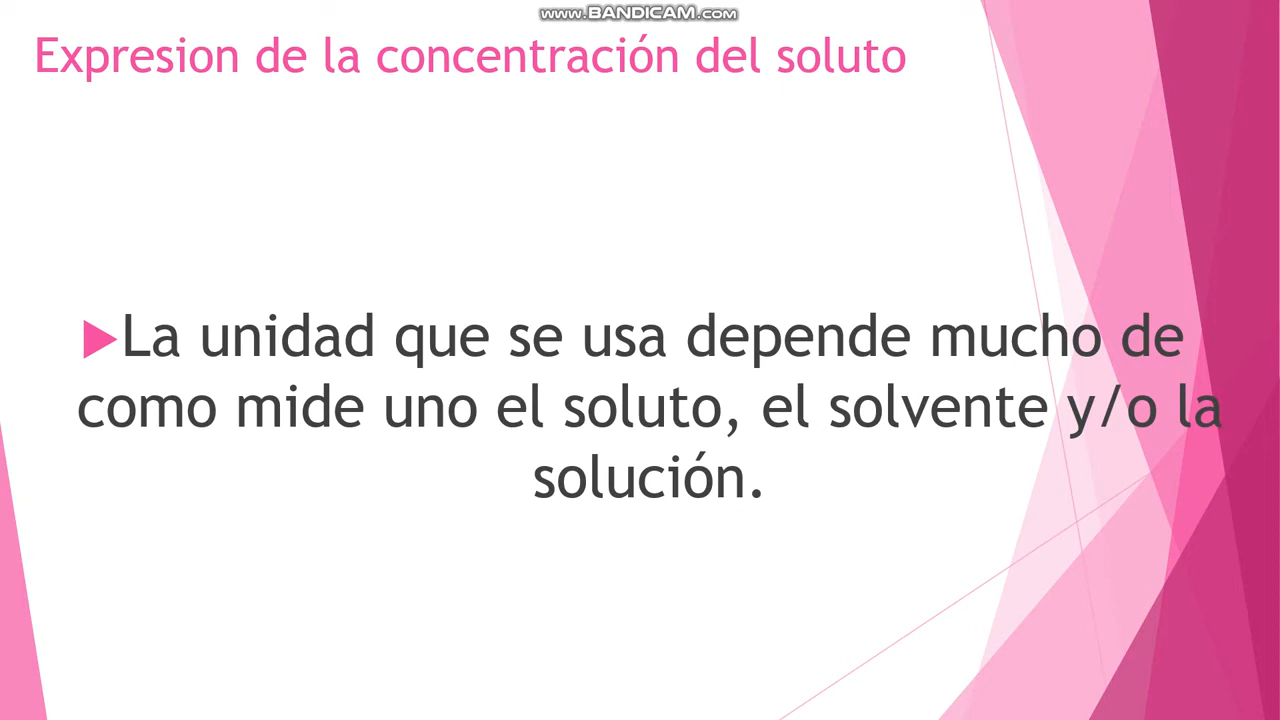 www.BANDICAM.com
Expresion de la concentración del soluto
La unidad que se usa depende mucho de
como mide uno el soluto, el solvente y/o la
solución.